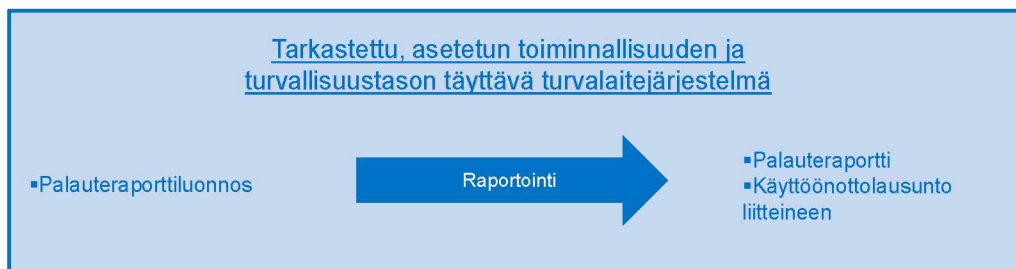 Tarkastettu, asetetun toiminnallisuuden ja
turvallisuustason täyttävä turvalaitejärjestelmä
▪Palauteraporttiluonnos
Raportointi
▪Palauteraportti
▪Käyttöönottolausunto
liitteineen